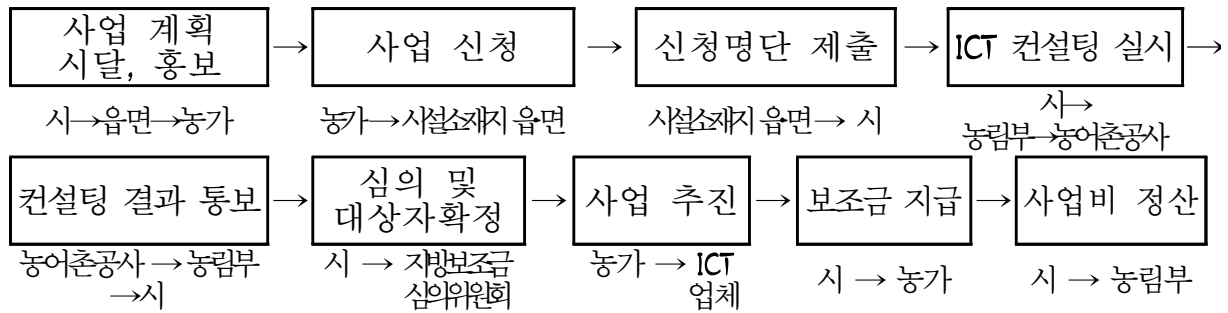 사업 계획
시달, 홍보
→
사업 신청
→
신청명단 제출
→
ICT 컨설팅 실시
→
시→읍면→농가
농가→시설소재지 읍·면
시설소재지 읍·면→ 시
시→
농림부→농어촌공사
컨설팅 결과 통보
→
심의 및
대상자확정
→
사업 추진
→
보조금 지급
→
사업비 정산
농어촌공사 → 농림부
→시
시 → 지방보조금
심의위원회
농가 → ICT
업체
시 → 농가
시 → 농림부